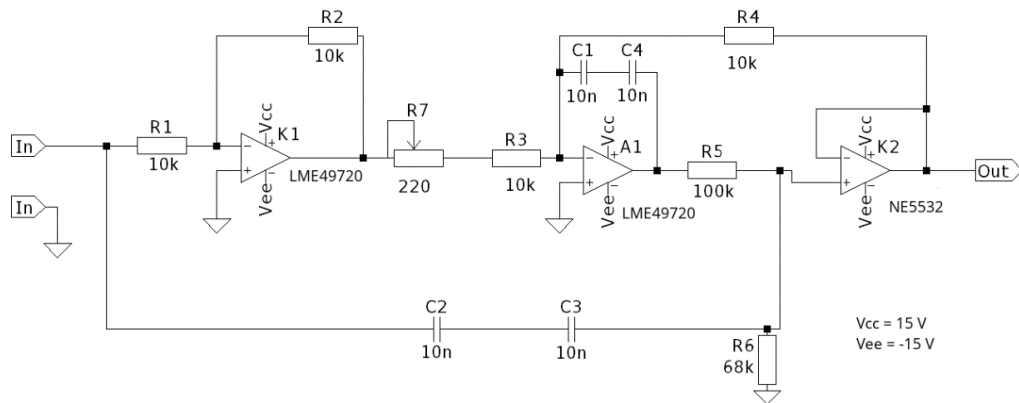 R2
10k
R4
10k
C1
C4
10n
10n
R7
220
In
R1
10k
Vcc
K1
Vee
LME49720
R3
10k
Vcc
A1
Vee
LME49720
R5
100k
Vcc
K2
Vee
NE5532
Out
In
C2
10n
C3
10n
R6
68k
Vcc = 15 V
Vee = -15 V